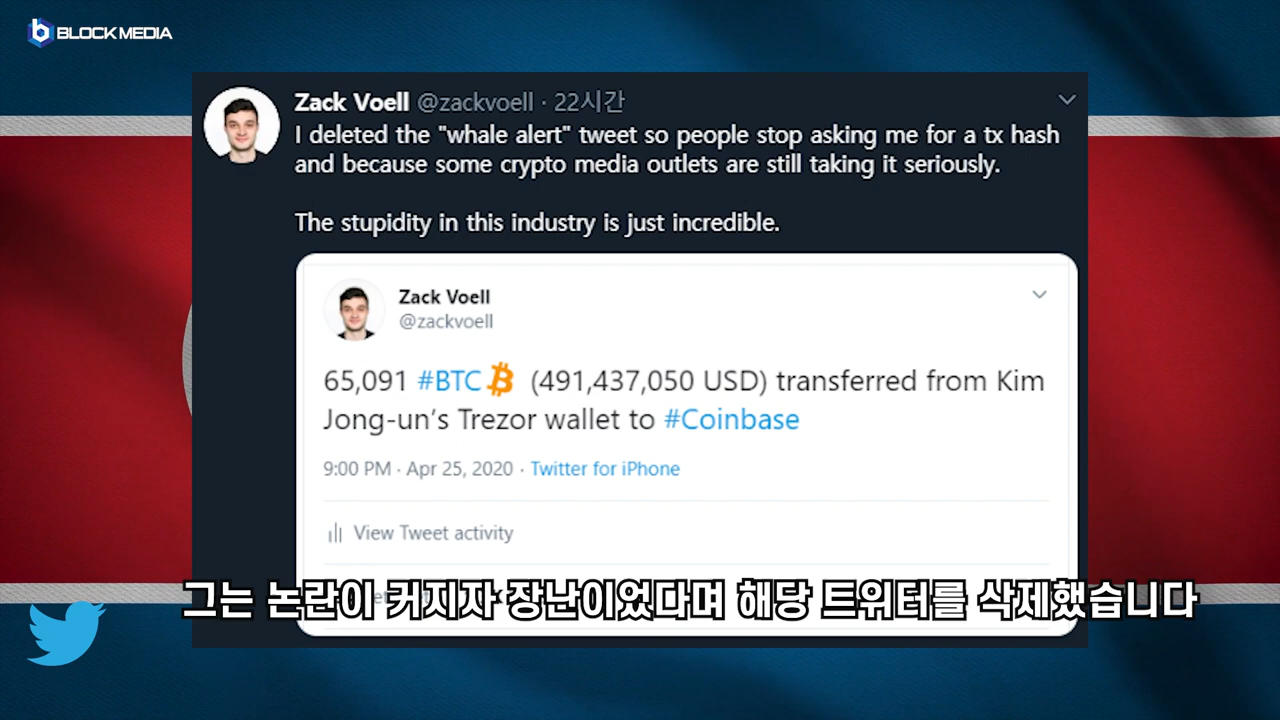 BLOCK MEDIA
Zack Voell @zackvoell · 22시간
I deleted the "whale alert" tweet so people stop asking me for a tx hash
and because some crypto media outlets are still taking it seriously.
The stupidity in this industry is just incredible.
Zack Voell
@zackvoell
65,091 #BTC (491,437,050 USD) transferred from Kim
Jong-un’s Trezor wallet to #Coinbase
9:00 PM · Apr 25, 2020 · Twitter for iPhone
View Tweet activity
그는 논란이 커지자 장난이었다며 해당 트위터를 삭제했습니다